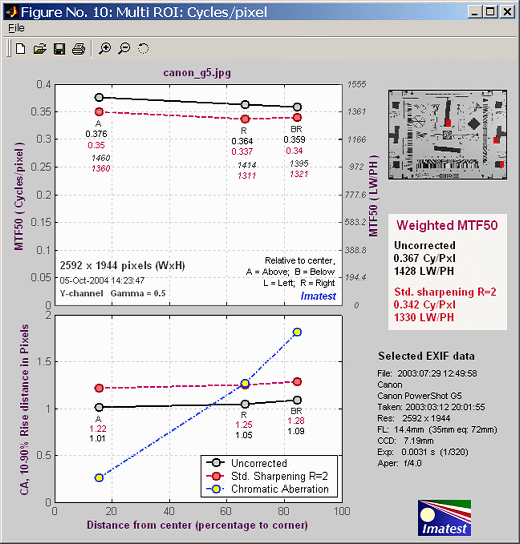 Figure No. 10: Multi ROI: Cycles/pixel
File
canon_g5.jpg
MTF50 ( Cycles/pixel )
0.4
0.35
0.3
0.25
0.2
0.15
0.1
0.05
0
A
0.376
0.35
1460
1360
R
0.364
0.337
1414
1311
BR
0.359
0.34
1395
1321
1555
1361
1166
972
777.6
583.2
388.8
194.4
0
MTF50 ( LW/PH )
2592 x 1944 pixels (WxH)
05-Oct-2004 14:23:47
Y-channel Gamma = 0.5
Relative to center,
A = Above; B = Below
L = Left; R = Right
Imatest
Weighted MTF50
Uncorrected
0.367 Cy/Pxl
1428 LW/PH
Std. sharpening R=2
0.342 Cy/Pxl
1330 LW/PH
CA, 10-90% Rise distance in Pixels
2
1.5
1
0.5
0
A
1.22
1.01
R
1.25
1.05
BR
1.28
1.09
Uncorrected
Std. Sharpening R=2
Chromatic Aberration
0 20 40 60 80 100
Distance from center (percentage to corner)
Selected EXIF data
File: 2003:07:29 12:49:58
Canon
Canon PowerShot G5
Taken: 2003:03:12 20:01:55
Res: 2592 x 1944
FL: 14.4mm (35mm eq: 72mm)
CCD: 7.19mm
Exp: 0.0031 s (1/320)
Aper: f/4.0
Imatest